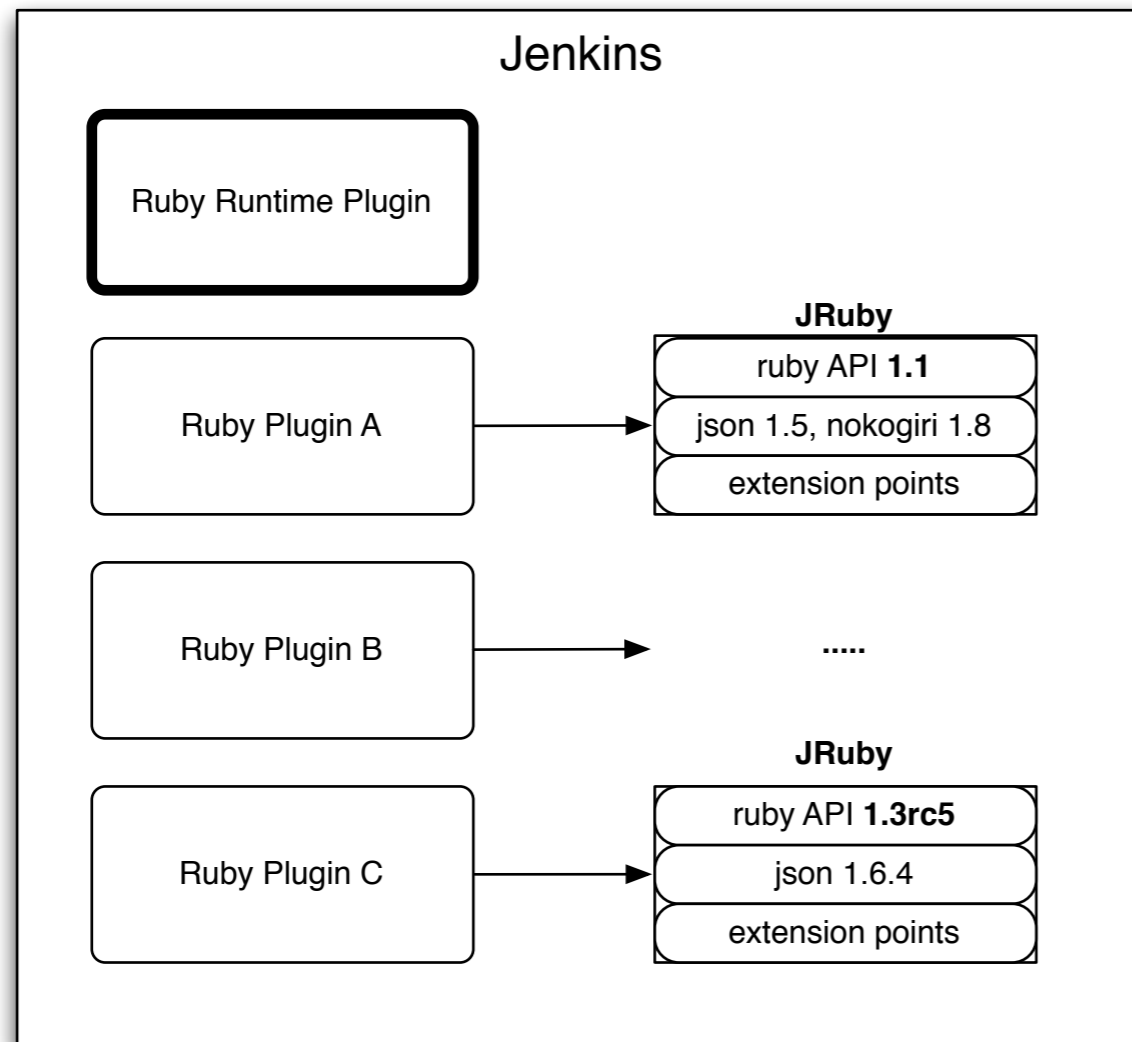 Jenkins
Ruby Runtime Plugin
JRuby
Ruby Plugin A
ruby API 1.1
json 1.5, nokogiri 1.8
extension points
Ruby Plugin B
.....
JRuby
Ruby Plugin C
ruby API 1.3rc5
json 1.6.4
extension points